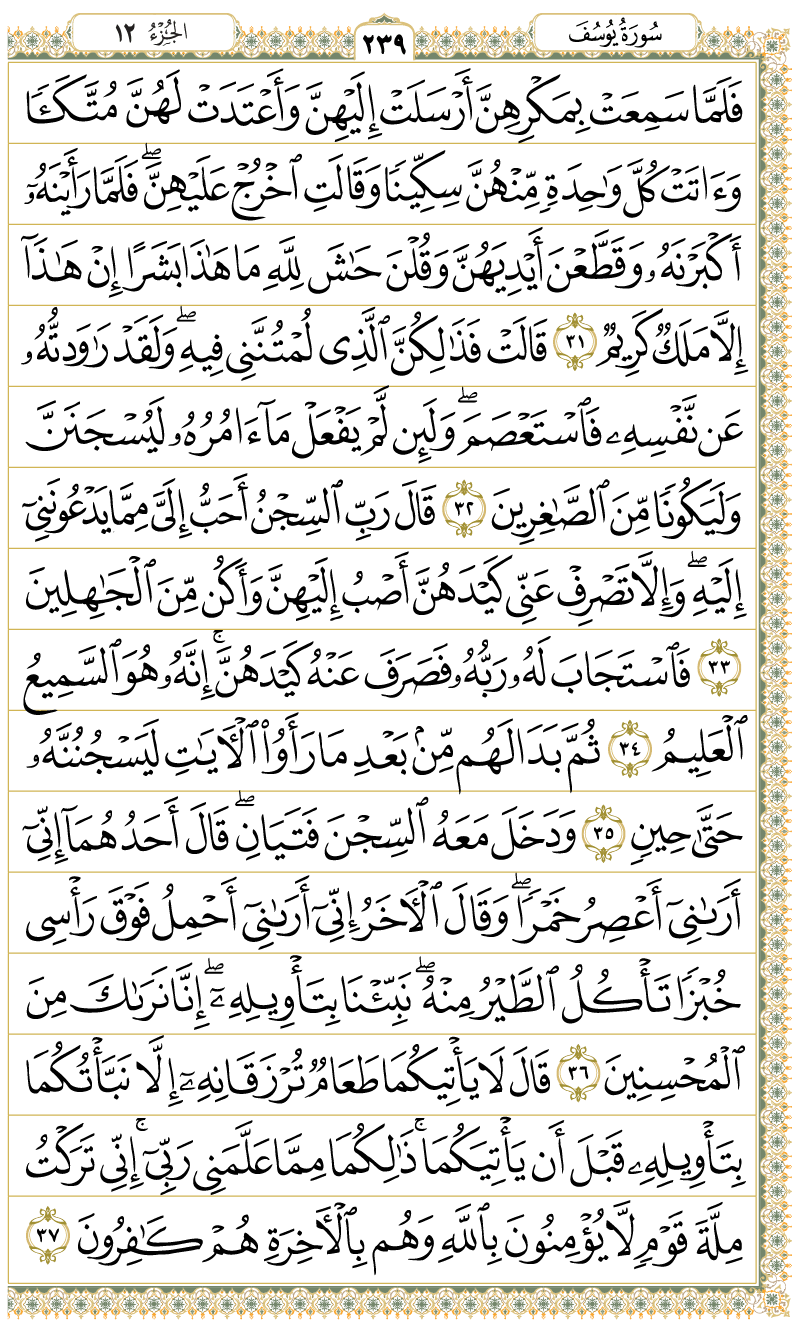 سُورَةُ يُوسُفَ
٢٣٩
الجُزْءُ ١٢
فَلَمَّا سَمِعَتْ بِمَكْرِهِنَّ أَرْسَلَتْ إِلَيْهِنَّ وَأَعْتَدَتْ لَهُنَّ مُتَّكَـًٔا
وَءَاتَتْ كُلَّ وَٰحِدَةٍ مِّنْهُنَّ سِكِّينًا وَقَالَتِ ٱخْرُجْ عَلَيْهِنَّۖ فَلَمَّا رَأَيْنَهُۥٓ
أَكْبَرْنَهُۥ وَقَطَّعْنَ أَيْدِيَهُنَّ وَقُلْنَ حَٰشَ لِلَّهِ مَا هَٰذَا بَشَرًا إِنْ هَٰذَآ
إِلَّا مَلَكٌ كَرِيمٌ ٣١ قَالَتْ فَذَٰلِكُنَّ ٱلَّذِى لُمْتُنَّنِى فِيهِۖ وَلَقَدْ رَٰوَدتُّهُۥ
عَن نَّفْسِهِۦ فَٱسْتَعْصَمَۖ وَلَئِن لَّمْ يَفْعَلْ مَآ ءَامُرُهُۥ لَيُسْجَنَنَّ
وَلَيَكُونًا مِّنَ ٱلصَّٰغِرِينَ ٣٢ قَالَ رَبِّ ٱلسِّجْنُ أَحَبُّ إِلَىَّ مِمَّا يَدْعُونَنِىٓ
إِلَيْهِۖ وَإِلَّا تَصْرِفْ عَنِّى كَيْدَهُنَّ أَصْبُ إِلَيْهِنَّ وَأَكُن مِّنَ ٱلْجَٰهِلِينَ
٣٣ فَٱسْتَجَابَ لَهُۥ رَبُّهُۥ فَصَرَفَ عَنْهُ كَيْدَهُنَّۚ إِنَّهُۥ هُوَ ٱلسَّمِيعُ
ٱلْعَلِيمُ ٣٤ ثُمَّ بَدَا لَهُم مِّنۢ بَعْدِ مَا رَأَوُا۟ ٱلْءَايَٰتِ لَيَسْجُنُنَّهُۥ
حَتَّىٰ حِينٍ ٣٥ وَدَخَلَ مَعَهُ ٱلسِّجْنَ فَتَيَانِۖ قَالَ أَحَدُهُمَآ إِنِّىٓ
أَرَىٰنِىٓ أَعْصِرُ خَمْرًاۖ وَقَالَ ٱلْءَاخَرُ إِنِّىٓ أَرَىٰنِىٓ أَحْمِلُ فَوْقَ رَأْسِى
خُبْزًا تَأْكُلُ ٱلطَّيْرُ مِنْهُۖ نَبِّئْنَا بِتَأْوِيلِهِۦٓۖ إِنَّا نَرَىٰكَ مِنَ
ٱلْمُحْسِنِينَ ٣٦ قَالَ لَا يَأْتِيكُمَا طَعَامٌ تُرْزَقَانِهِۦٓ إِلَّا نَبَّأْتُكُمَا
بِتَأْوِيلِهِۦ قَبْلَ أَن يَأْتِيَكُمَاۚ ذَٰلِكُمَا مِمَّا عَلَّمَنِى رَبِّىٓۚ إِنِّى تَرَكْتُ
مِلَّةَ قَوْمٍ لَّا يُؤْمِنُونَ بِٱللَّهِ وَهُم بِٱلْءَاخِرَةِ هُمْ كَٰفِرُونَ ٣٧